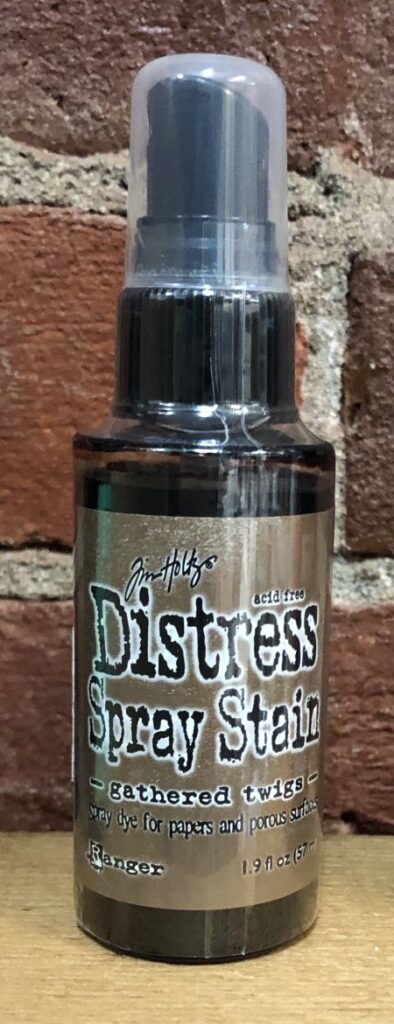 Tim Holtz
acid free
Distress
Spray Stain
- gathered twigs -
spray dye for papers and porous surfaces
Ranger
1.9 fl oz (57m